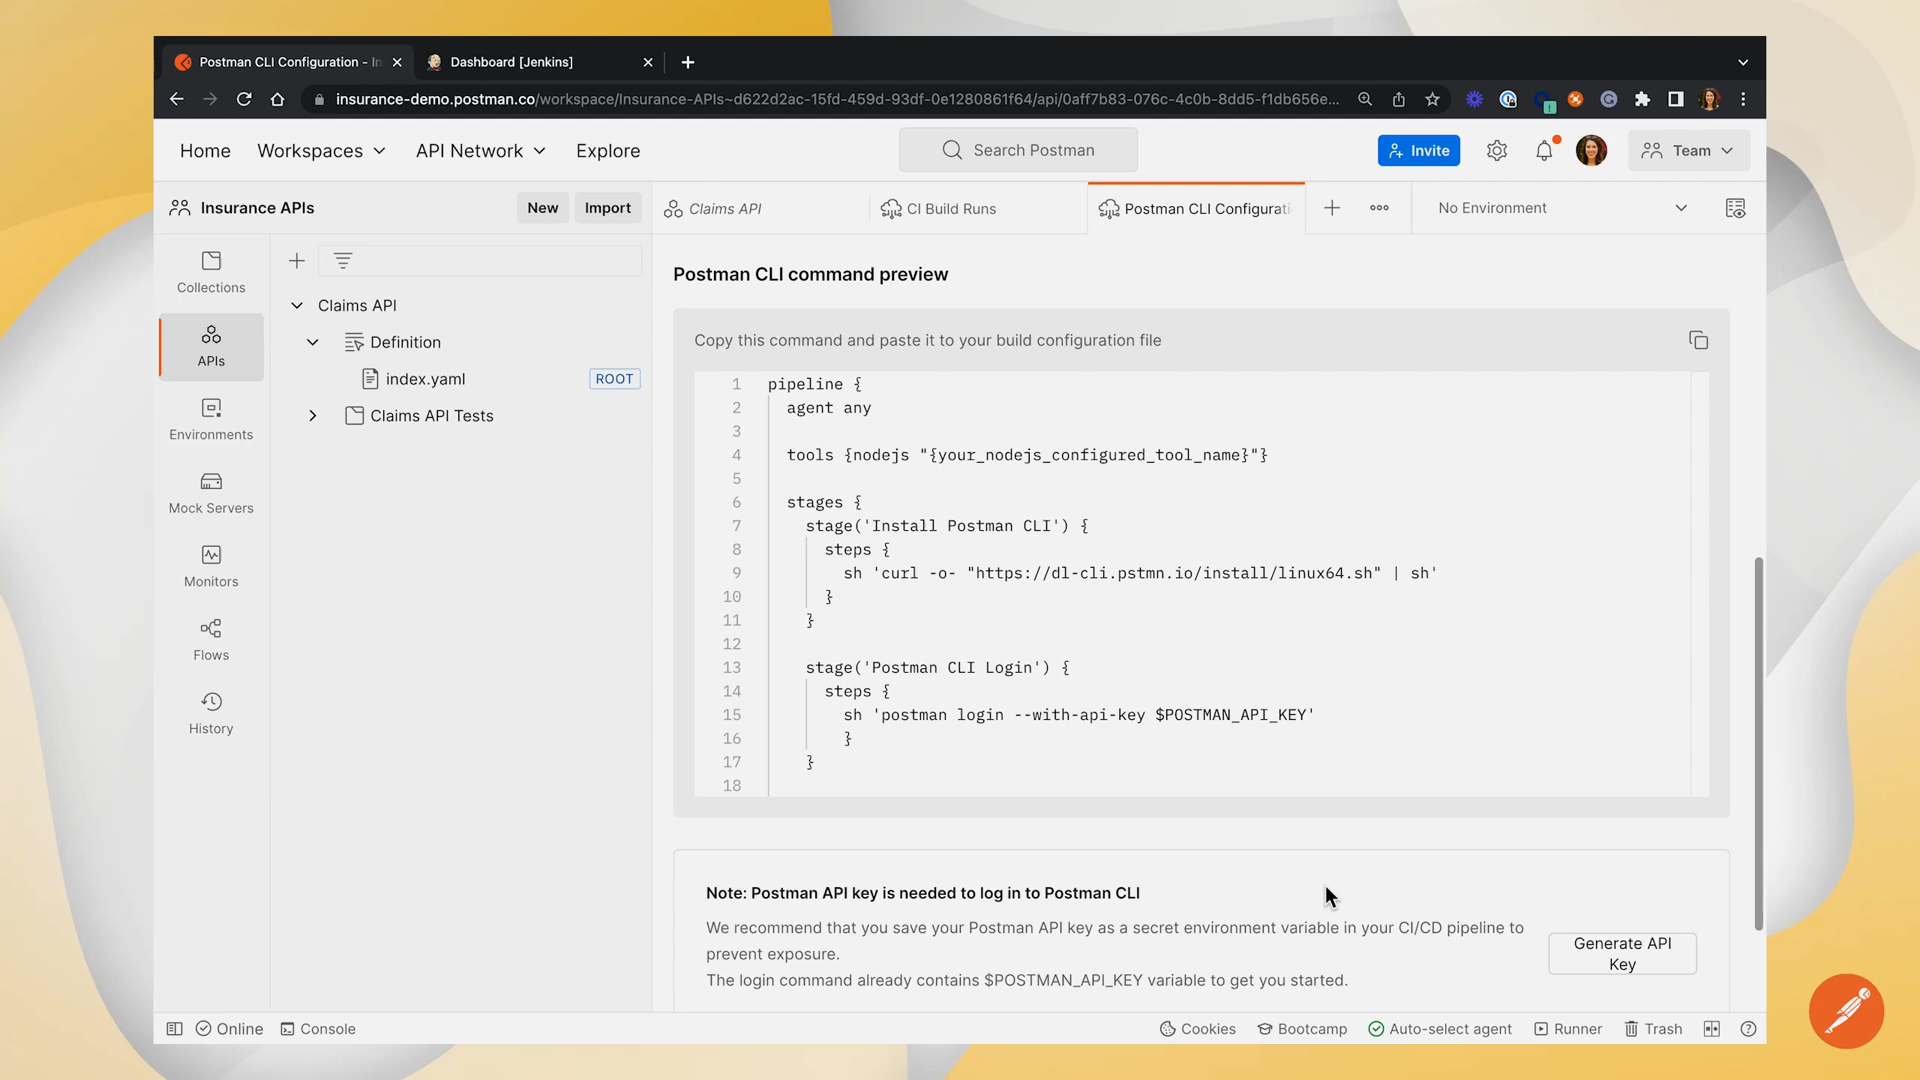 Postman CLI Configuration - In
Dashboard [Jenkins]
insurance-demo.postman.co/workspace/Insurance-APIs~d622d2ac-15fd-459d-93df-0e1280861f64/api/0aff7b83-076c-4c0b-8dd5-f1db656e...
Home
Workspaces
API Network
Explore
Search Postman
Invite
Team
Insurance APIs
New
Import
Claims API
CI Build Runs
Postman CLI Configurati
No Environment
Collections
APIs
Environments
Mock Servers
Monitors
Flows
History
Claims API
Definition
index.yaml
ROOT
Claims API Tests
Postman CLI command preview
Copy this command and paste it to your build configuration file
1 pipeline {
2 agent any
3
4 tools {nodejs "{your_nodejs_configured_tool_name}"}
5
6 stages {
7 stage('Install Postman CLI') {
8 steps {
9 sh 'curl -o- "https://dl-cli.pstmn.io/install/linux64.sh" | sh'
10 }
11 }
12
13 stage('Postman CLI Login') {
14 steps {
15 sh 'postman login --with-api-key $POSTMAN_API_KEY'
16 }
17 }
18
Note: Postman API key is needed to log in to Postman CLI
We recommend that you save your Postman API key as a secret environment variable in your CI/CD pipeline to
prevent exposure.
The login command already contains $POSTMAN_API_KEY variable to get you started.
Generate API
Key
Online
Console
Cookies
Bootcamp
Auto-select agent
Runner
Trash